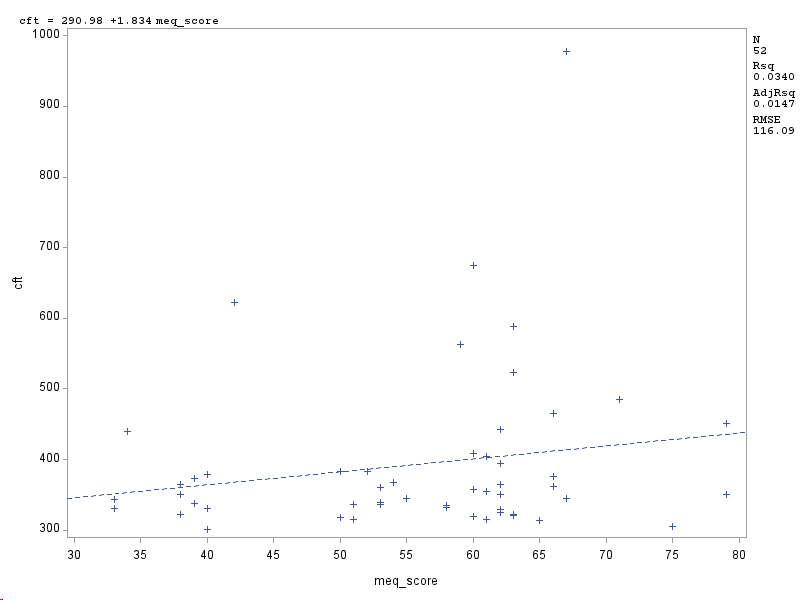 cft = 290.98 +1.834 meq_score
N
52
Rsq
0.0340
AdjRsq
0.0147
RMSE
116.09
1000
900
800
700
600
500
400
300
cft
30 35 40 45 50 55 60 65 70 75 80
meq_score